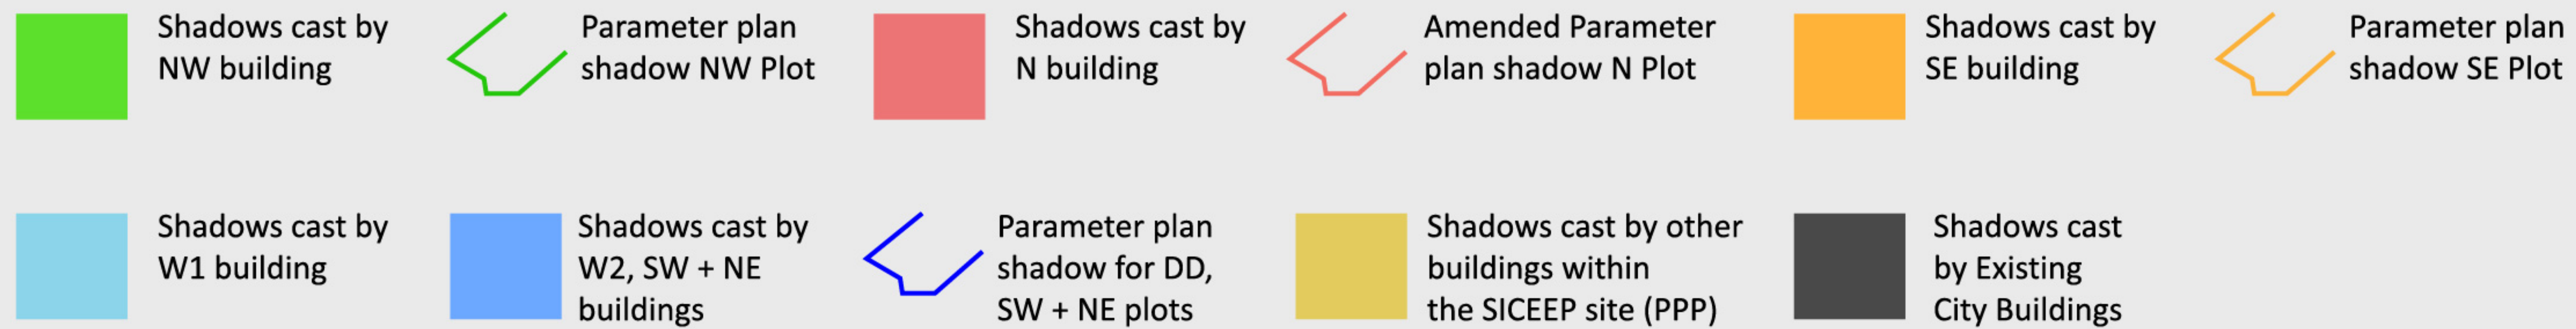 Shadows cast by
NW building
Parameter plan
shadow NW Plot
Shadows cast by
N building
Amended Parameter
plan shadow N Plot
Shadows cast by
SE building
Parameter plan
shadow SE Plot
Shadows cast by
W1 building
Shadows cast by
W2, SW + NE
buildings
Parameter plan
shadow for DD,
SW + NE plots
Shadows cast by other
buildings within
the SICEEP site (PPP)
Shadows cast
by Existing
City Buildings